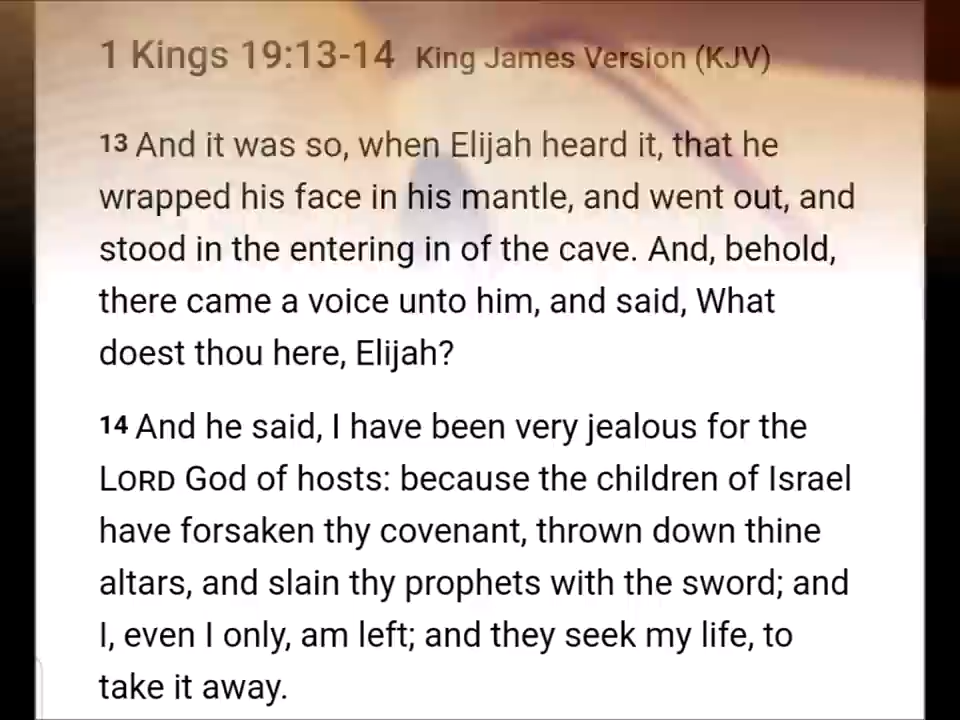 1 Kings 19:13-14 King James Version (KJV)
13 And it was so, when Elijah heard it, that he
wrapped his face in his mantle, and went out, and
stood in the entering in of the cave. And, behold,
there came a voice unto him, and said, What
doest thou here, Elijah?
14 And he said, I have been very jealous for the
LORD God of hosts: because the children of Israel
have forsaken thy covenant, thrown down thine
altars, and slain thy prophets with the sword; and
I, even I only, am left; and they seek my life, to
take it away.